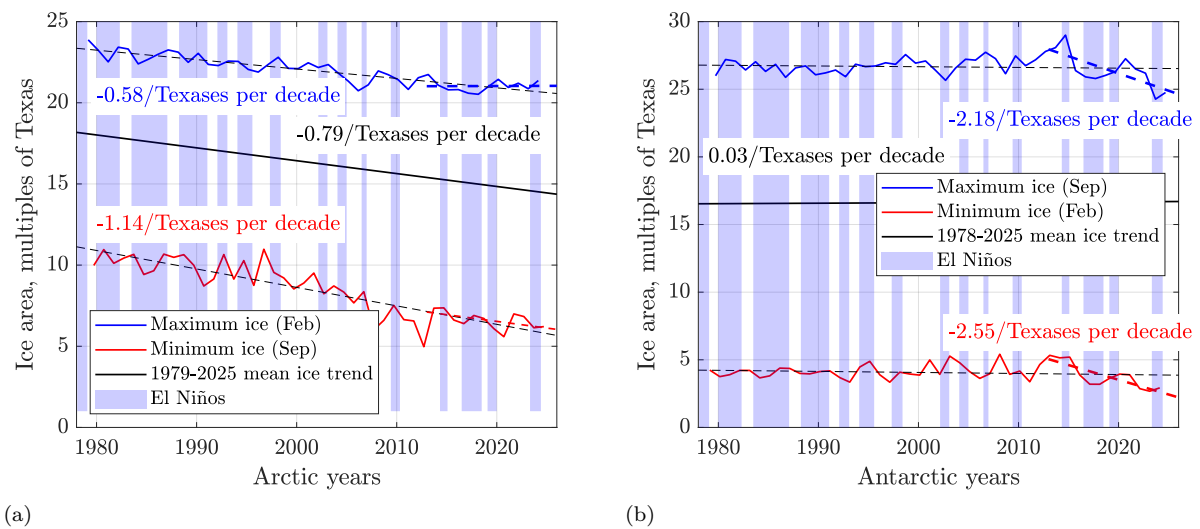 25
20
15
10
5
0
Ice area, multiples of Texas
-0.58/Texases per decade
-0.79/Texases per decade
-1.14/Texases per decade
Maximum ice (Feb)
Minimum ice (Sep)
1979-2025 mean ice trend
El Niños
1980 1990 2000 2010 2020
Arctic years
(a)
30
25
20
15
10
5
0
Ice area, multiples of Texas
-2.18/Texases per decade
0.03/Texases per decade
Maximum ice (Sep)
Minimum ice (Feb)
1978-2025 mean ice trend
El Niños
-2.55/Texases per decade
1980 1990 2000 2010 2020
Antarctic years
(b)